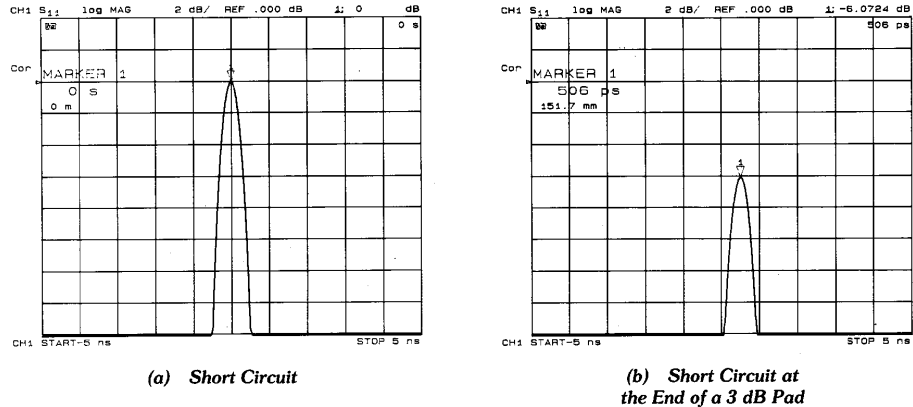 CH1 S11 log MAG 2 dB/ REF .000 dB 1: 0 dB
0 s
Cor
MARKER 1
0 s
0 m
1
CH1 START-5 ns STOP 5 ns
(a) Short Circuit
CH1 S11 log MAG 2 dB/ REF .000 dB 1:-6.0724 dB
506 ps
Cor
MARKER 1
506 ps
151.7 mm
1
CH1 START-5 ns STOP 5 ns
(b) Short Circuit at
the End of a 3 dB Pad